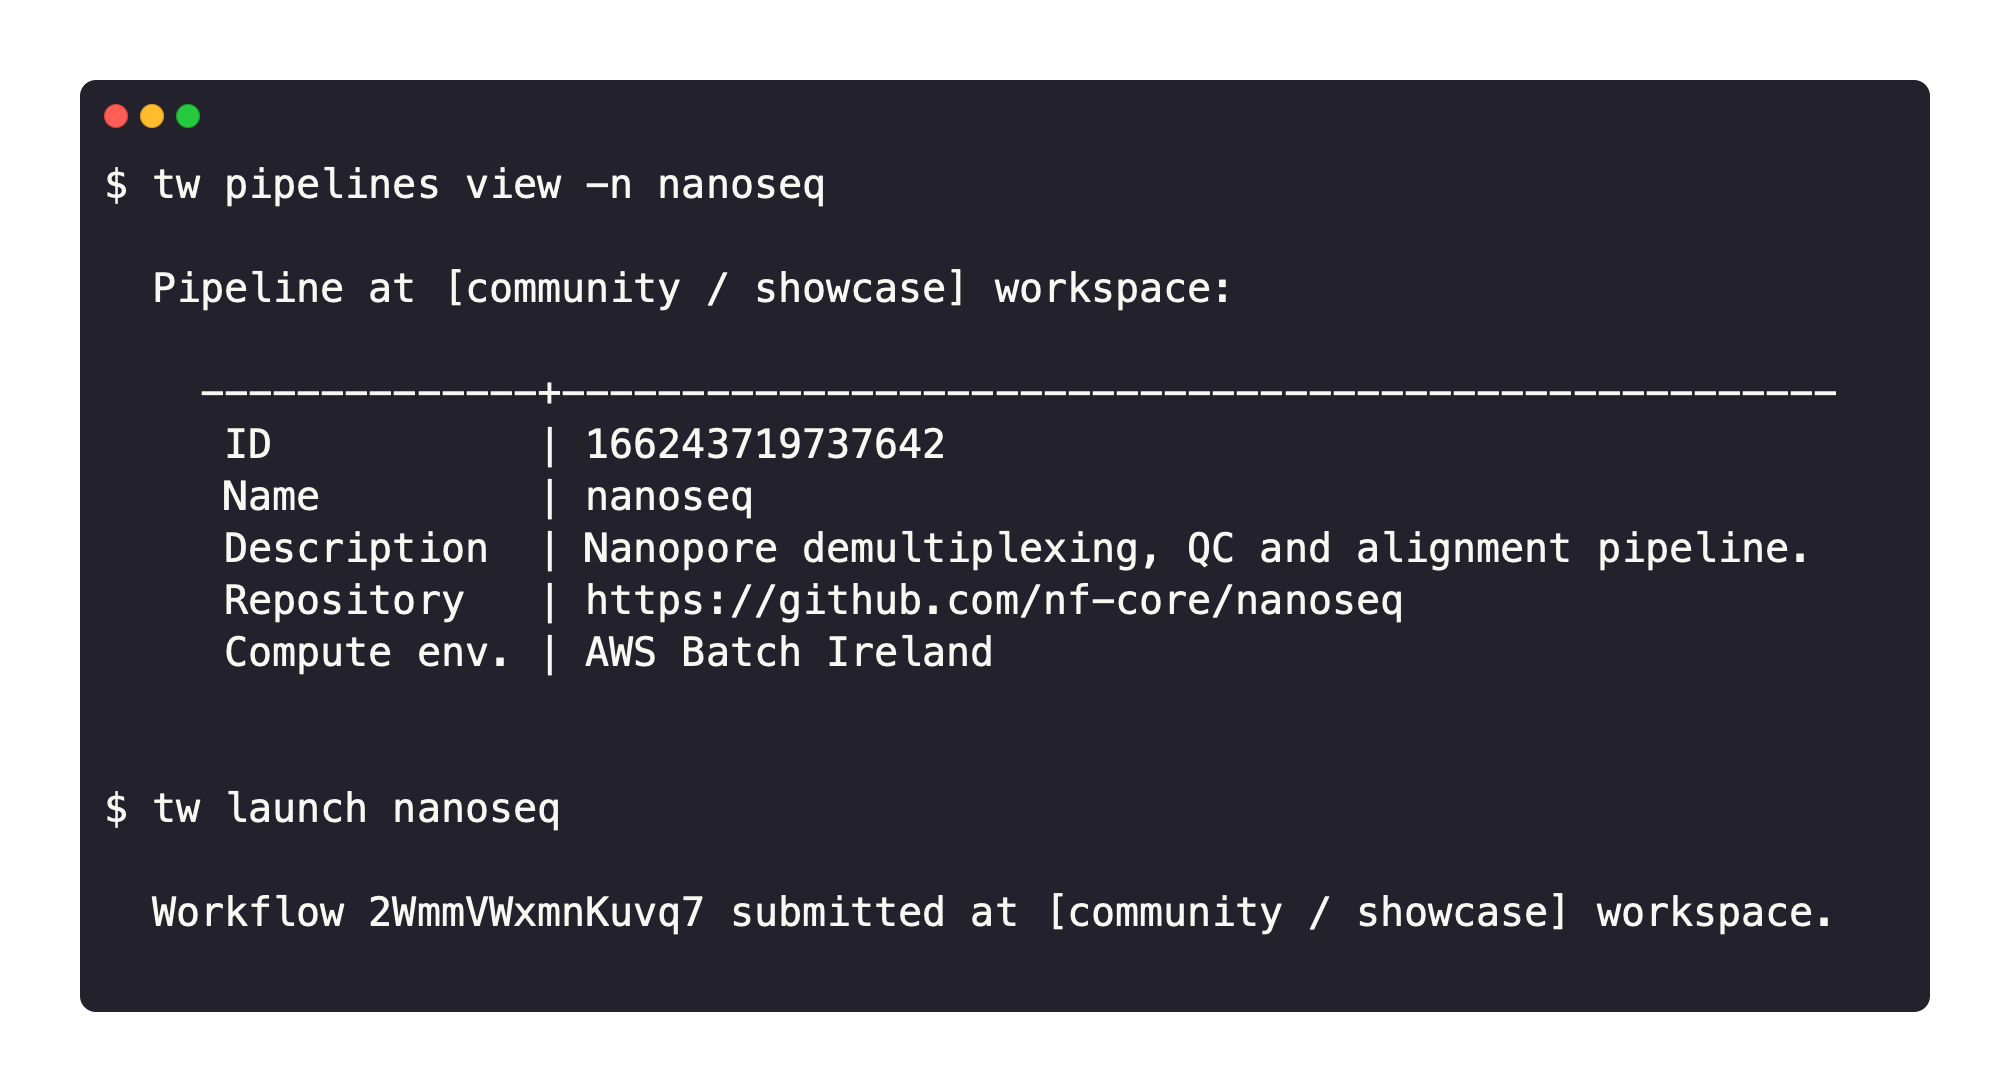 $ tw pipelines view -n nanoseq
Pipeline at [community / showcase] workspace:
--------------+-----------------------------------------------------
ID | 166243719737642
Name | nanoseq
Description | Nanopore demultiplexing, QC and alignment pipeline.
Repository | https://github.com/nf-core/nanoseq
Compute env. | AWS Batch Ireland
$ tw launch nanoseq
Workflow 2WmmVWxmnKuvq7 submitted at [community / showcase] workspace.